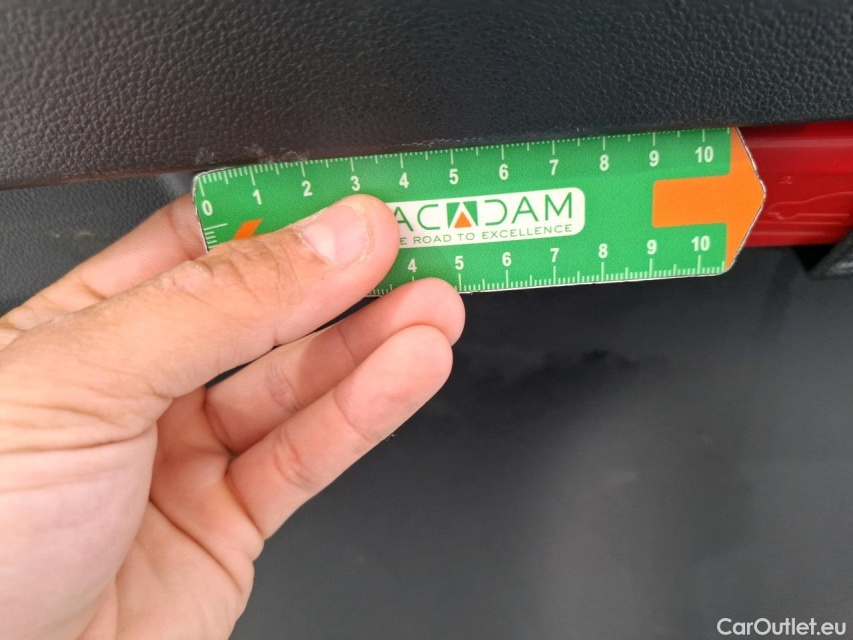 0 1 2 3 4 5 6 7 8 9 10
ACADAM
E ROAD TO EXCELLENCE
4 5 6 7 8 9 10
CarOutlet.eu